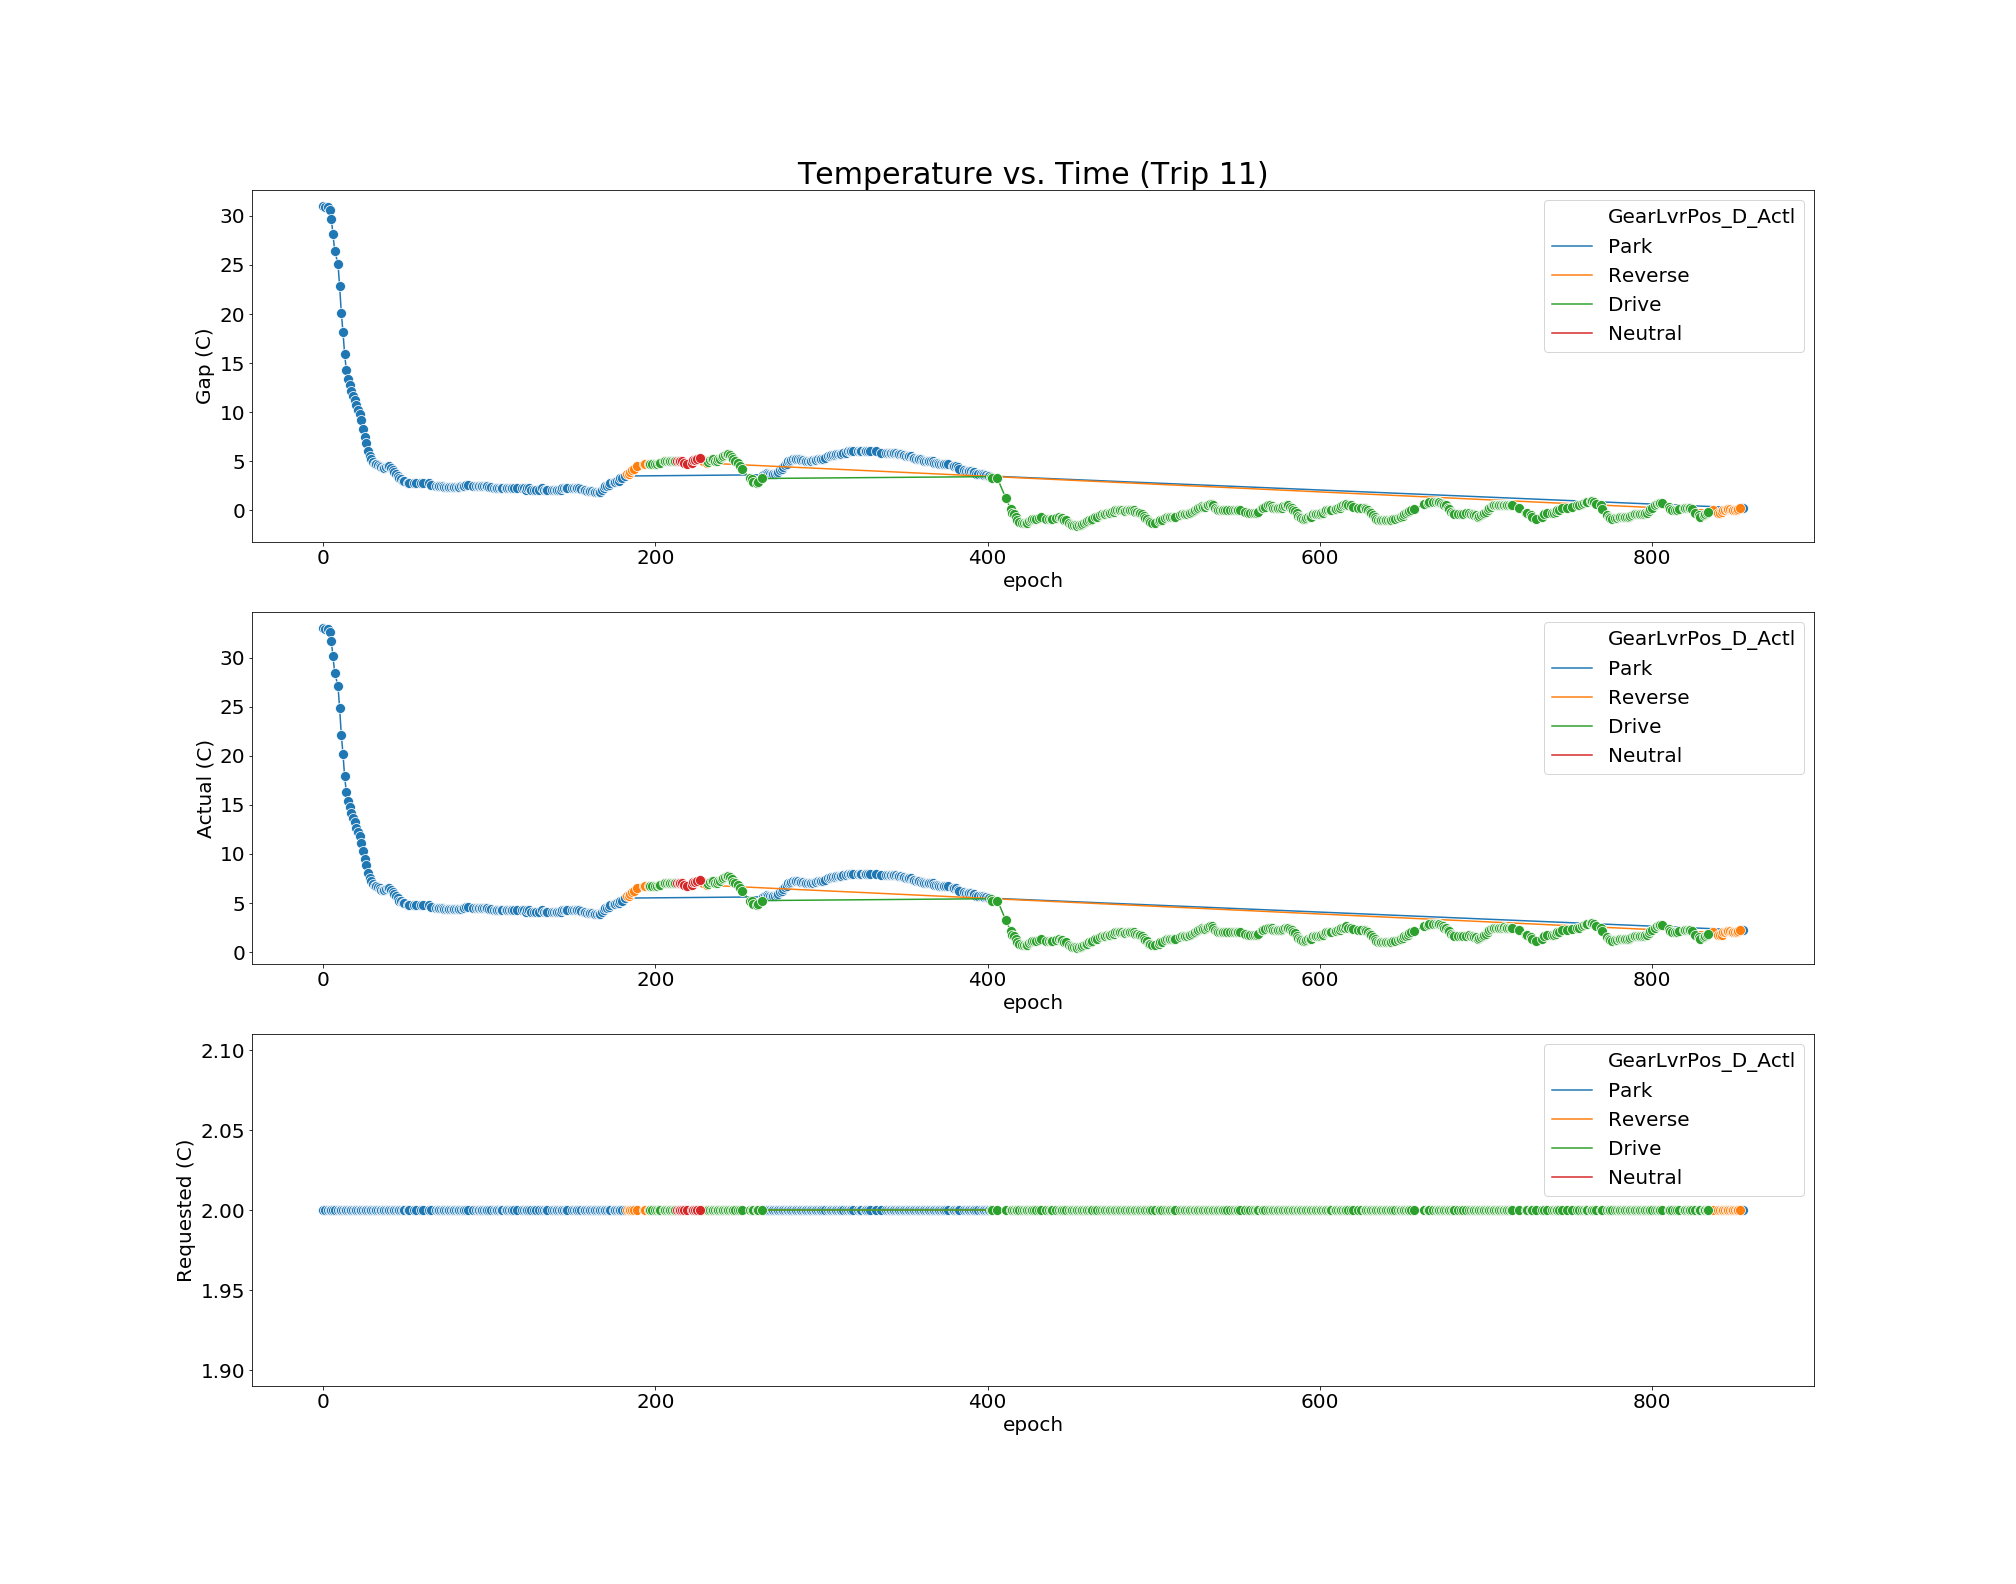 Temperature vs. Time (Trip 11)
Gap (C)
30
25
20
15
10
5
0
GearLvrPos_D_Actl
Park
Reverse
Drive
Neutral
0 200 400 600 800
epoch
Actual (C)
30
25
20
15
10
5
0
GearLvrPos_D_Actl
Park
Reverse
Drive
Neutral
0 200 400 600 800
epoch
Requested (C)
2.10
2.05
2.00
1.95
1.90
GearLvrPos_D_Actl
Park
Reverse
Drive
Neutral
0 200 400 600 800
epoch